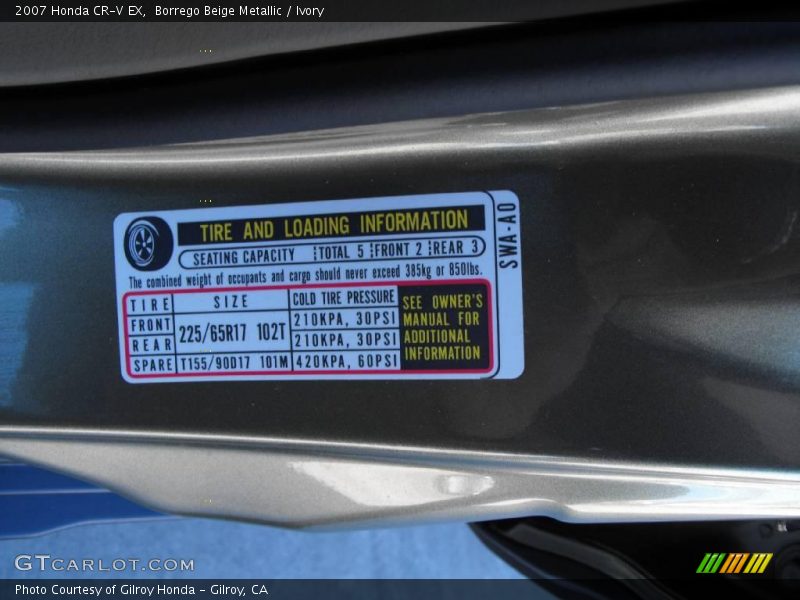 2007 Honda CR-V EX, Borrego Beige Metallic / Ivory
TIRE AND LOADING INFORMATION
SEATING CAPACITY TOTAL 5 FRONT 2 REAR 3
The combined weight of occupants and cargo should never exceed 385kg or 850lbs.
TIRE SIZE COLD TIRE PRESSURE
FRONT 225/65R17 102T 210KPA, 30PSI
REAR 210KPA, 30PSI
SPARE T155/90D17 101M 420KPA, 60PSI
SEE OWNER'S
MANUAL FOR
ADDITIONAL
INFORMATION
SWA-A0
GTCARLOT.COM
Photo Courtesy of Gilroy Honda - Gilroy, CA